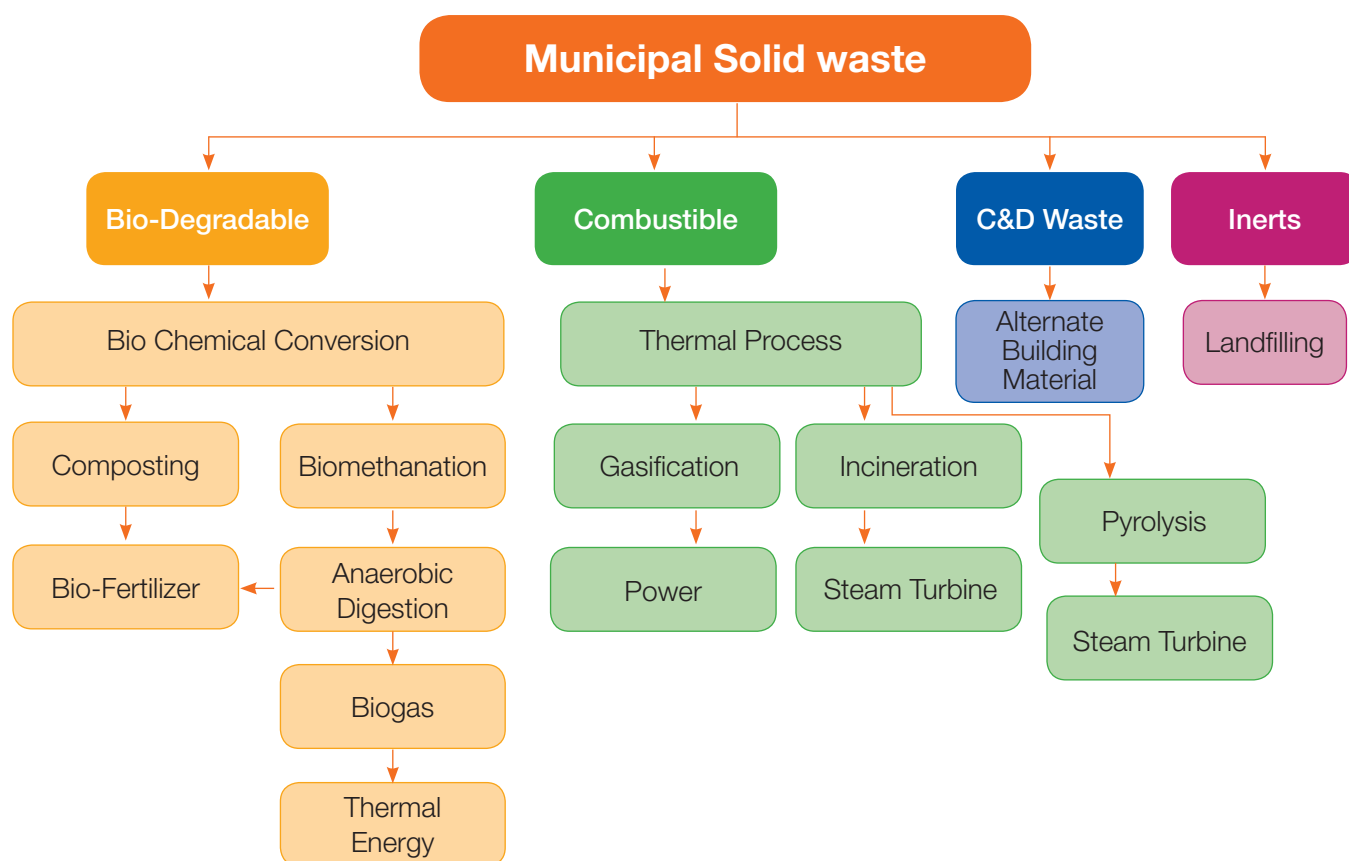 Municipal Solid waste
Bio-Degradable
Combustible
C&D Waste
Inerts
Bio Chemical Conversion
Thermal Process
Alternate
Building
Material
Landfilling
Composting
Biomethanation
Gasification
Incineration
Pyrolysis
Bio-Fertilizer
Anaerobic
Digestion
Power
Steam Turbine
Steam Turbine
Biogas
Thermal
Energy